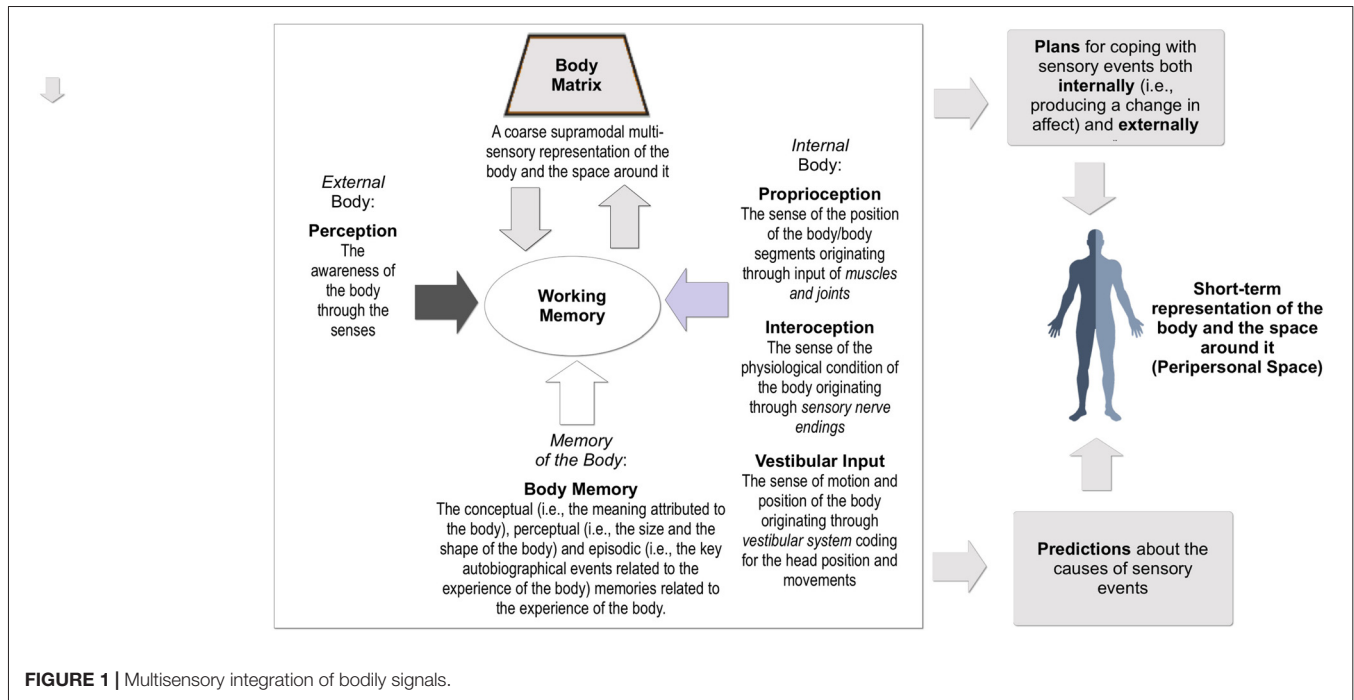 Body
Matrix
A coarse supramodal multi-
sensory representation of the
body and the space around it
External
Body:
Perception
The
awareness of
the body
through the
senses
Working
Memory
Internal
Body:
Proprioception
The sense of the position
of the body/body
segments originating
through input of muscles
and joints
Interoception
The sense of the
physiological condition of
the body originating
through sensory nerve
endings
Vestibular Input
The sense of motion and
position of the body
originating through
vestibular system coding
for the head position and
movements
Memory
of the Body:
Body Memory
The conceptual (i.e., the meaning attributed to
the body), perceptual (i.e., the size and the
shape of the body) and episodic (i.e., the key
autobiographical events related to the
experience of the body) memories related to
the experience of the body.
Plans for coping with
sensory events both
internally (i.e.,
producing a change in
affect) and externally
Short-term
representation of the
body and the space
around it
(Peripersonal Space)
Predictions about the
causes of sensory
events
FIGURE 1 | Multisensory integration of bodily signals.